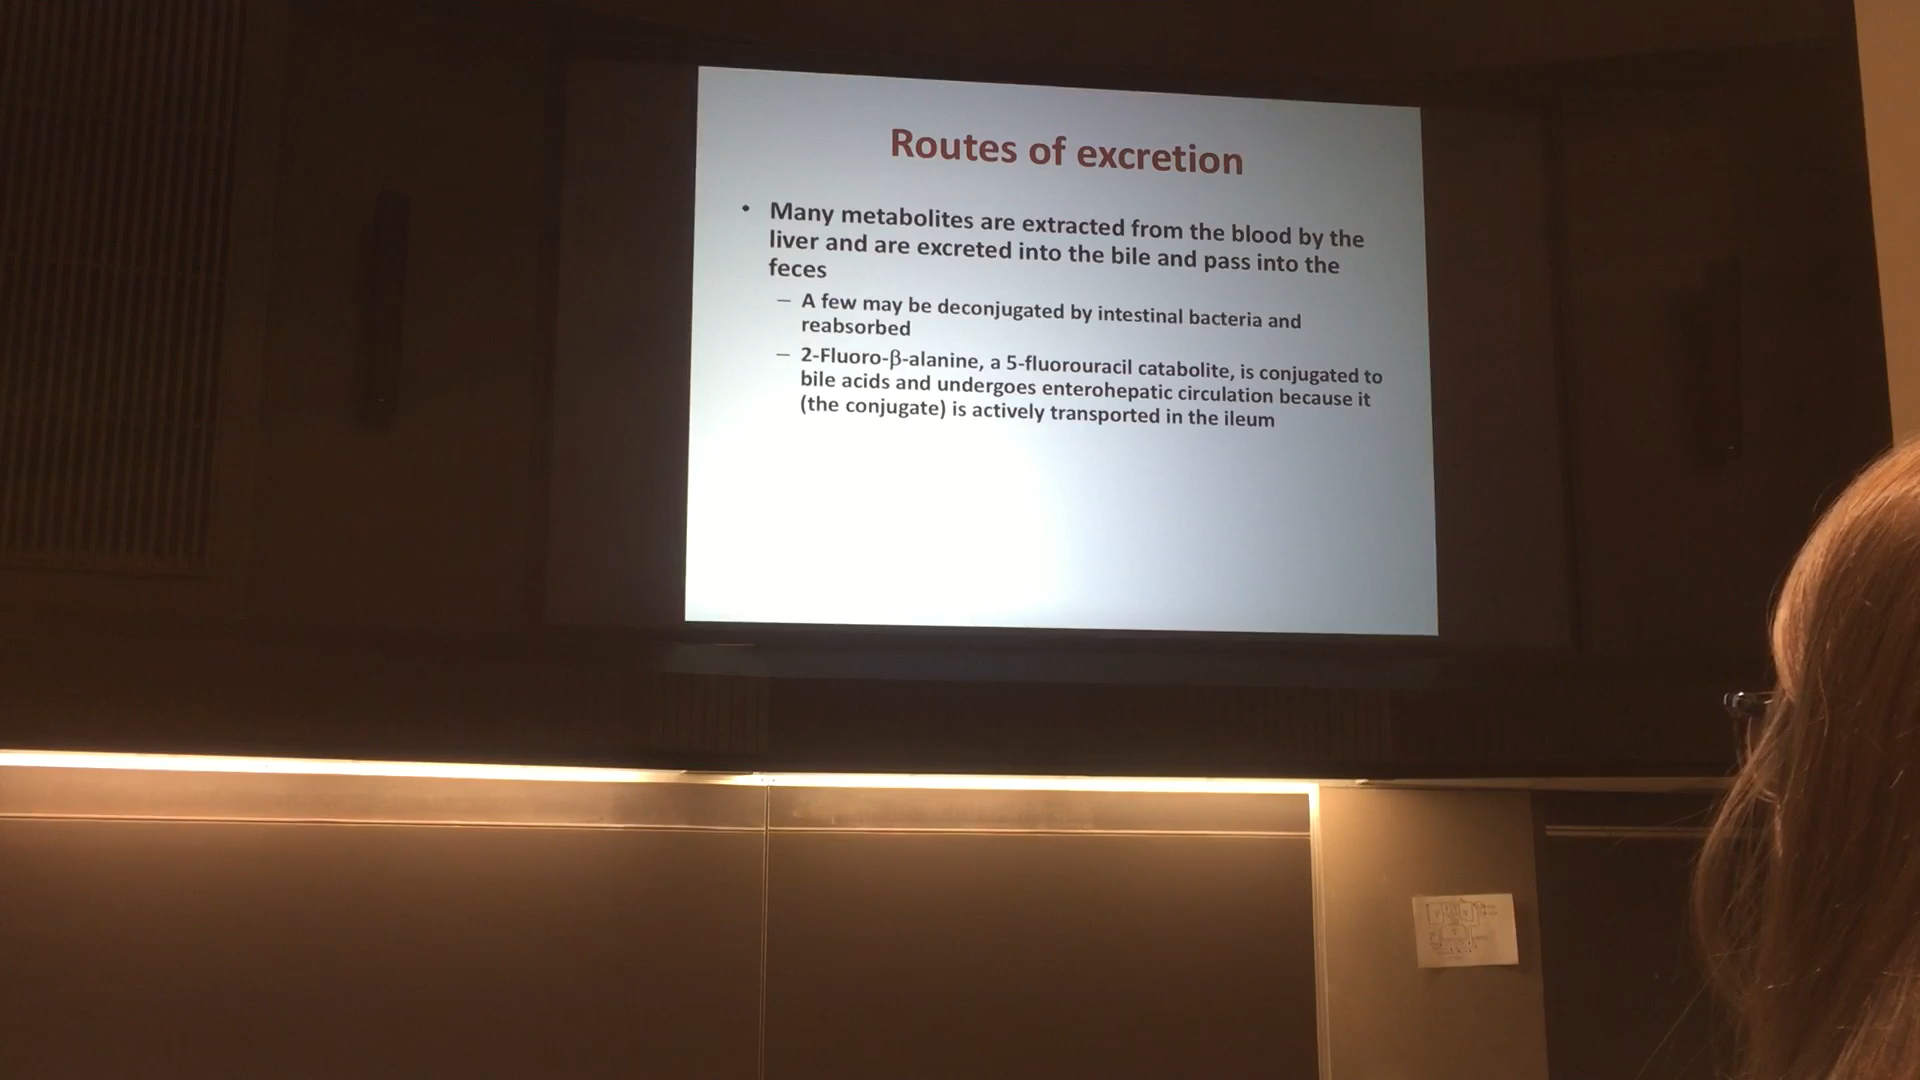 Routes of excretion
• Many metabolites are extracted from the blood by the
liver and are excreted into the bile and pass into the
feces
– A few may be deconjugated by intestinal bacteria and
reabsorbed
– 2-Fluoro-β-alanine, a 5-fluorouracil catabolite, is conjugated to
bile acids and undergoes enterohepatic circulation because it
(the conjugate) is actively transported in the ileum